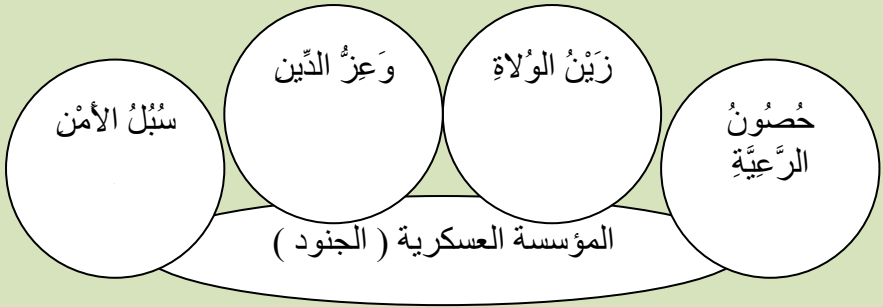 حُصُونُ
الرَّعِيَّةِ
زَيْنُ الوُلاةِ
وَعِزُّ الدِّينِ
سُبُلُ الأَمْنِ
المؤسسة العسكرية ( الجنود )